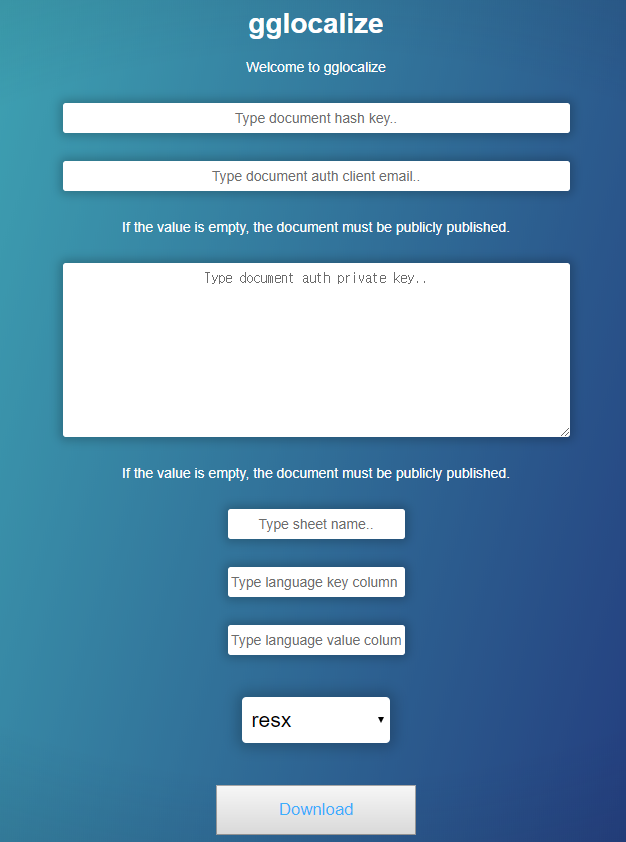 gglocalize
Welcome to gglocalize
Type document hash key..
Type document auth client email..
If the value is empty, the document must be publicly published.
Type document auth private key..
If the value is empty, the document must be publicly published.
Type sheet name..
Type language key column
Type language value colum
resx
Download